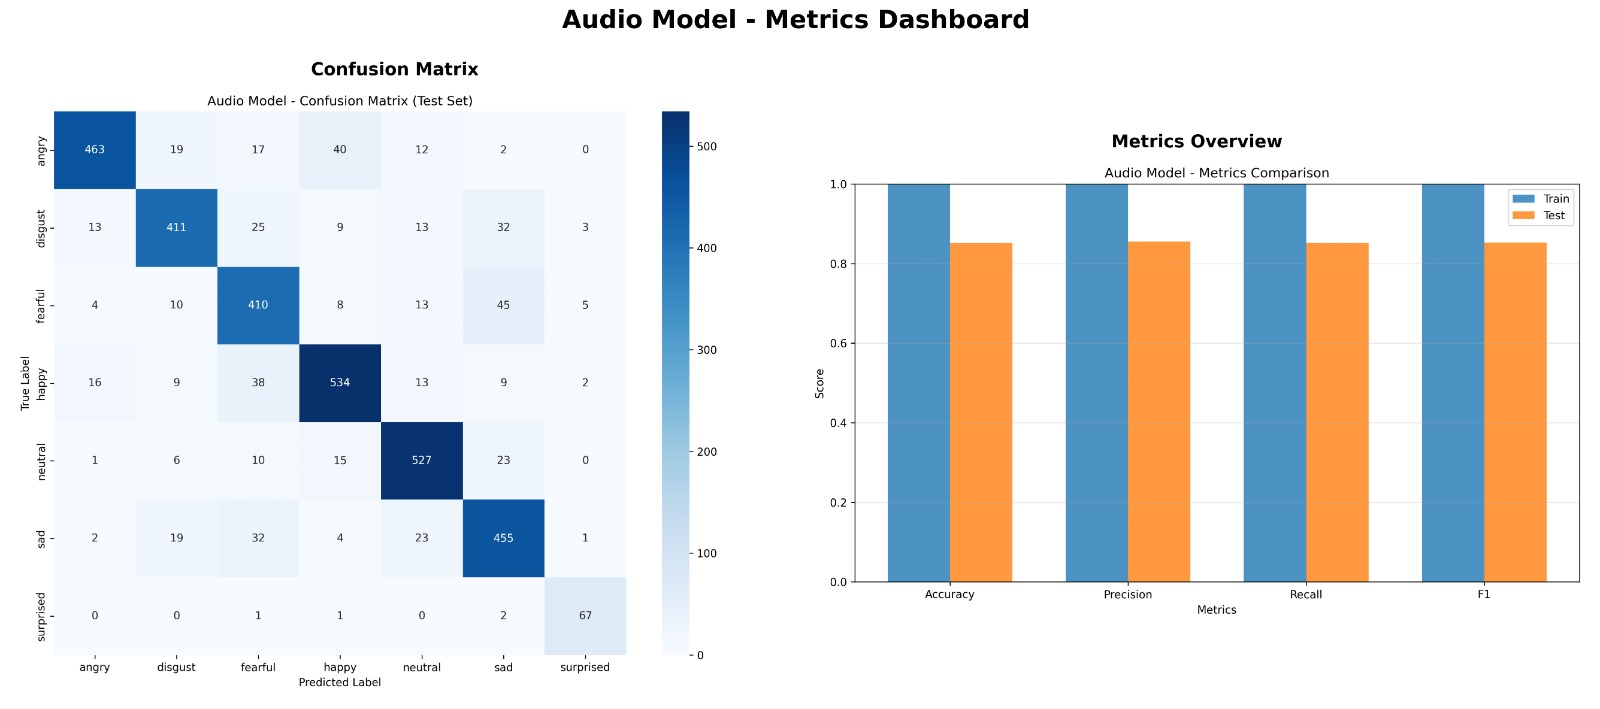 Audio Model - Metrics Dashboard
Confusion Matrix
Audio Model - Confusion Matrix (Test Set)
True Label
angry 463 19 17 40 12 2 0
disgust 13 411 25 9 13 32 3
fearful 4 10 410 8 13 45 5
happy 16 9 38 534 13 9 2
neutral 1 6 10 15 527 23 0
sad 2 19 32 4 23 455 1
surprised 0 0 1 1 0 2 67
angry disgust fearful happy neutral sad surprised
Predicted Label
500
400
300
200
100
0
Metrics Overview
Audio Model - Metrics Comparison
Train
Test
Score
1.0
0.8
0.6
0.4
0.2
0.0
Accuracy Precision Recall F1
Metrics